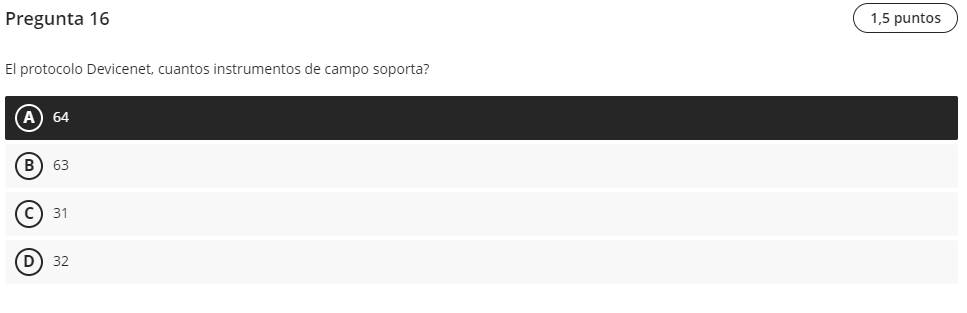 Pregunta 16
1,5 puntos
El protocolo Devicenet, cuantos instrumentos de campo soporta?
A 64
B 63
C 31
D 32